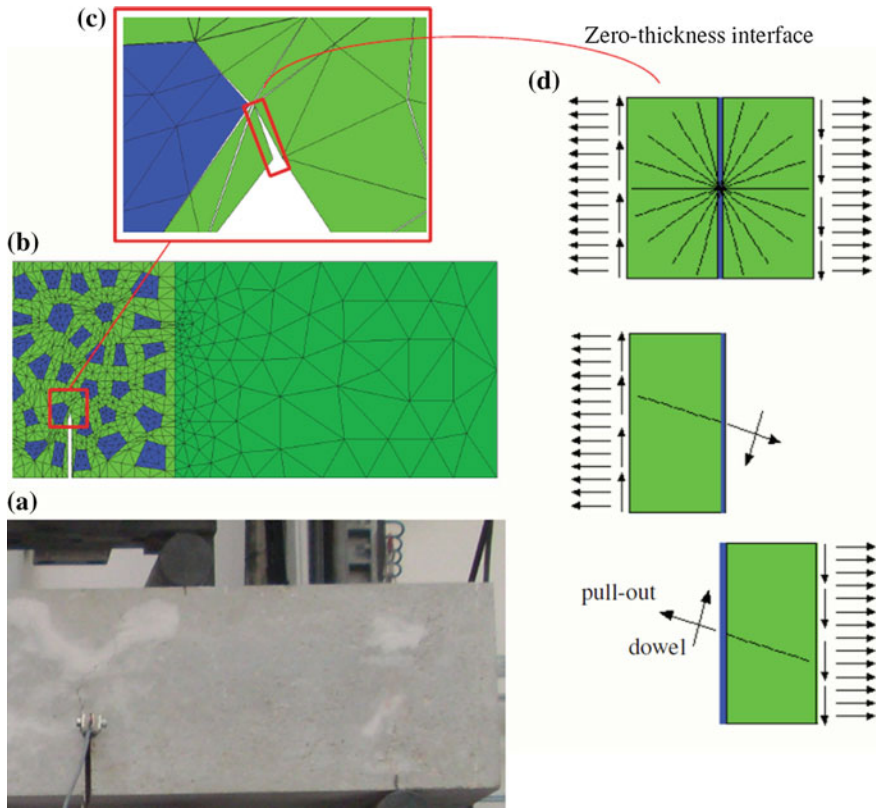 (c)
Zero-thickness interface
(d)
(b)
(a)
pull-out
dowel